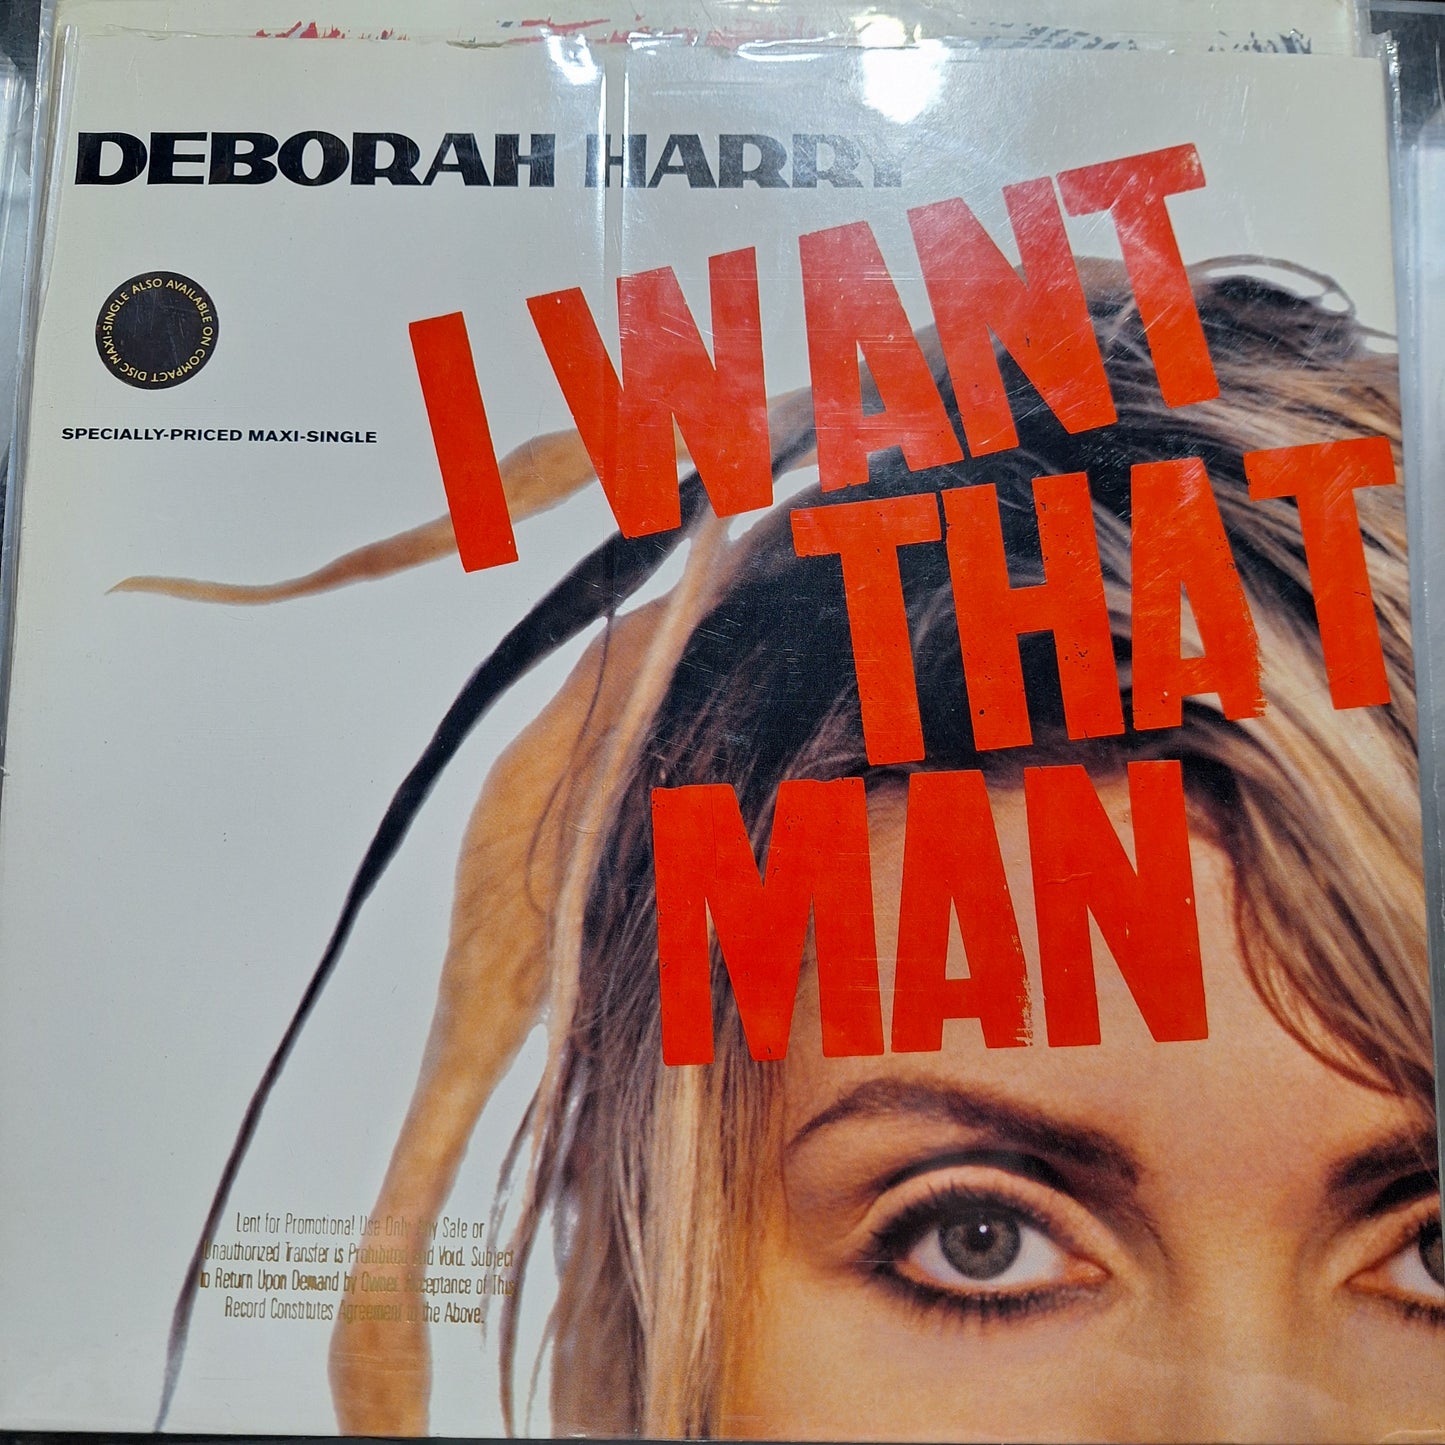 DEBORAH HARRY
I WANT
THAT
MAN
MAXI-SINGLE ALSO AVAILABLE ON COMPACT DISC
SPECIALLY-PRICED MAXI-SINGLE
Lent for Promotional Use Only. Any Sale or
Unauthorized Transfer is Prohibited and Void. Subject
to Return Upon Demand by Owner. Acceptance of This
Record Constitutes Agreement to the Above.